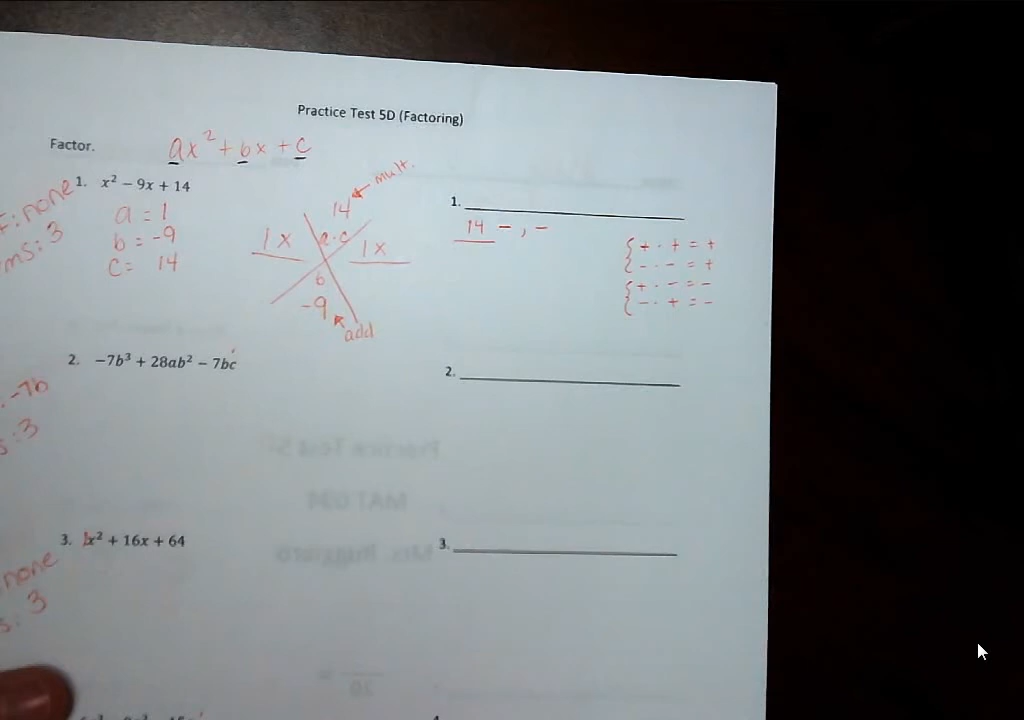 Practice Test 5D (Factoring)
Factor.
ax² + bx + c
1. x² − 9x + 14
F: none
ms: 3
a = 1
b = -9
c = 14
mult.
14
a·c
1x
1x
b
-9
add
1.
14 -, -
+ · + = +
- · - = +
+ · - = -
- · + = -
2. −7b³ + 28ab² − 7bc
-7b
s: 3
2.
3. x² + 16x + 64
none
s: 3
3.
MAT 093